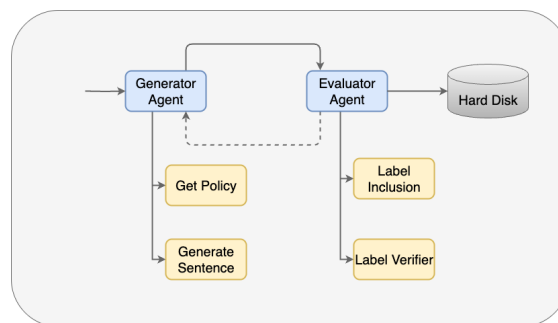 Generator
Agent
Evaluator
Agent
Hard Disk
Get Policy
Label
Inclusion
Generate
Sentence
Label Verifier